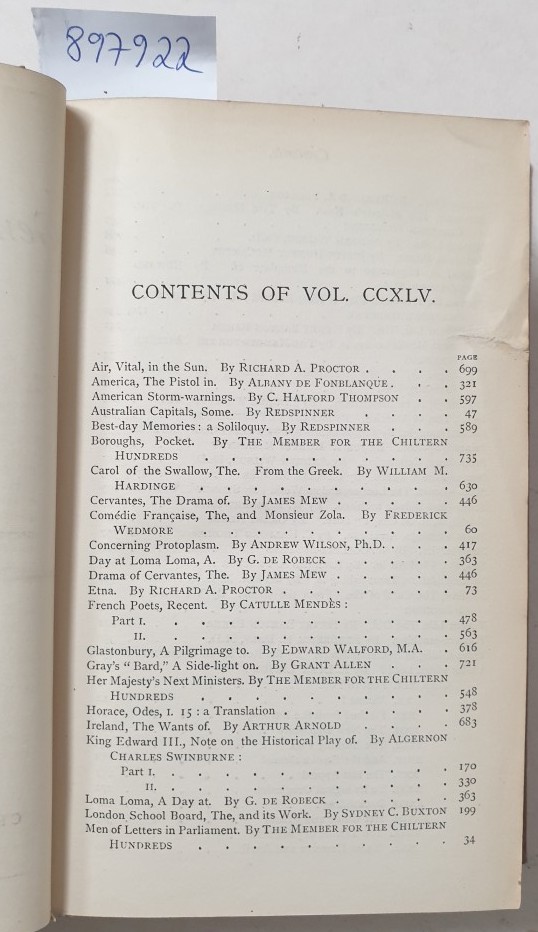 897922
CONTENTS OF VOL. CCXLV.
PAGE
Air, Vital, in the Sun. By RICHARD A. PROCTOR . . . . 699
America, The Pistol in. By ALBANY DE FONBLANQUE . . . 321
American Storm-warnings. By C. HALFORD THOMPSON . . 597
Australian Capitals, Some. By REDSPINNER . . . . 47
Best-day Memories: a Soliloquy. By REDSPINNER . . . 589
Boroughs, Pocket. By THE MEMBER FOR THE CHILTERN
HUNDREDS . . . . . . . . . . 735
Carol of the Swallow, The. From the Greek. By WILLIAM M.
HARDINGE . . . . . . . . . . 630
Cervantes, The Drama of. By JAMES MEW . . . . . 446
Comédie Française, The, and Monsieur Zola. By FREDERICK
WEDMORE . . . . . . . . . . 60
Concerning Protoplasm. By ANDREW WILSON, Ph.D. . . . 417
Day at Loma Loma, A. By G. DE ROBECK . . . . . 363
Drama of Cervantes, The. By JAMES MEW . . . . . 446
Etna. By RICHARD A. PROCTOR . . . . . . . 73
French Poets, Recent. By CATULLE MENDÈS :
Part I. . . . . . . . . . . . 478
II. . . . . . . . . . . . 563
Glastonbury, A Pilgrimage to. By EDWARD WALFORD, M.A. . 616
Gray's "Bard," A Side-light on. By GRANT ALLEN . . . 721
Her Majesty's Next Ministers. By THE MEMBER FOR THE CHILTERN
HUNDREDS . . . . . . . . . . 548
Horace, Odes, I. 15 : a Translation . . . . . . . 378
Ireland, The Wants of. By ARTHUR ARNOLD . . . . 683
King Edward III., Note on the Historical Play of. By ALGERNON
CHARLES SWINBURNE :
Part I. . . . . . . . . . . . 170
II. . . . . . . . . . . . 330
Loma Loma, A Day at. By G. DE ROBECK . . . . . 363
London School Board, The, and its Work. By SYDNEY C. BUXTON 199
Men of Letters in Parliament. By THE MEMBER FOR THE CHILTERN
HUNDREDS . . . . . . . . . . 34